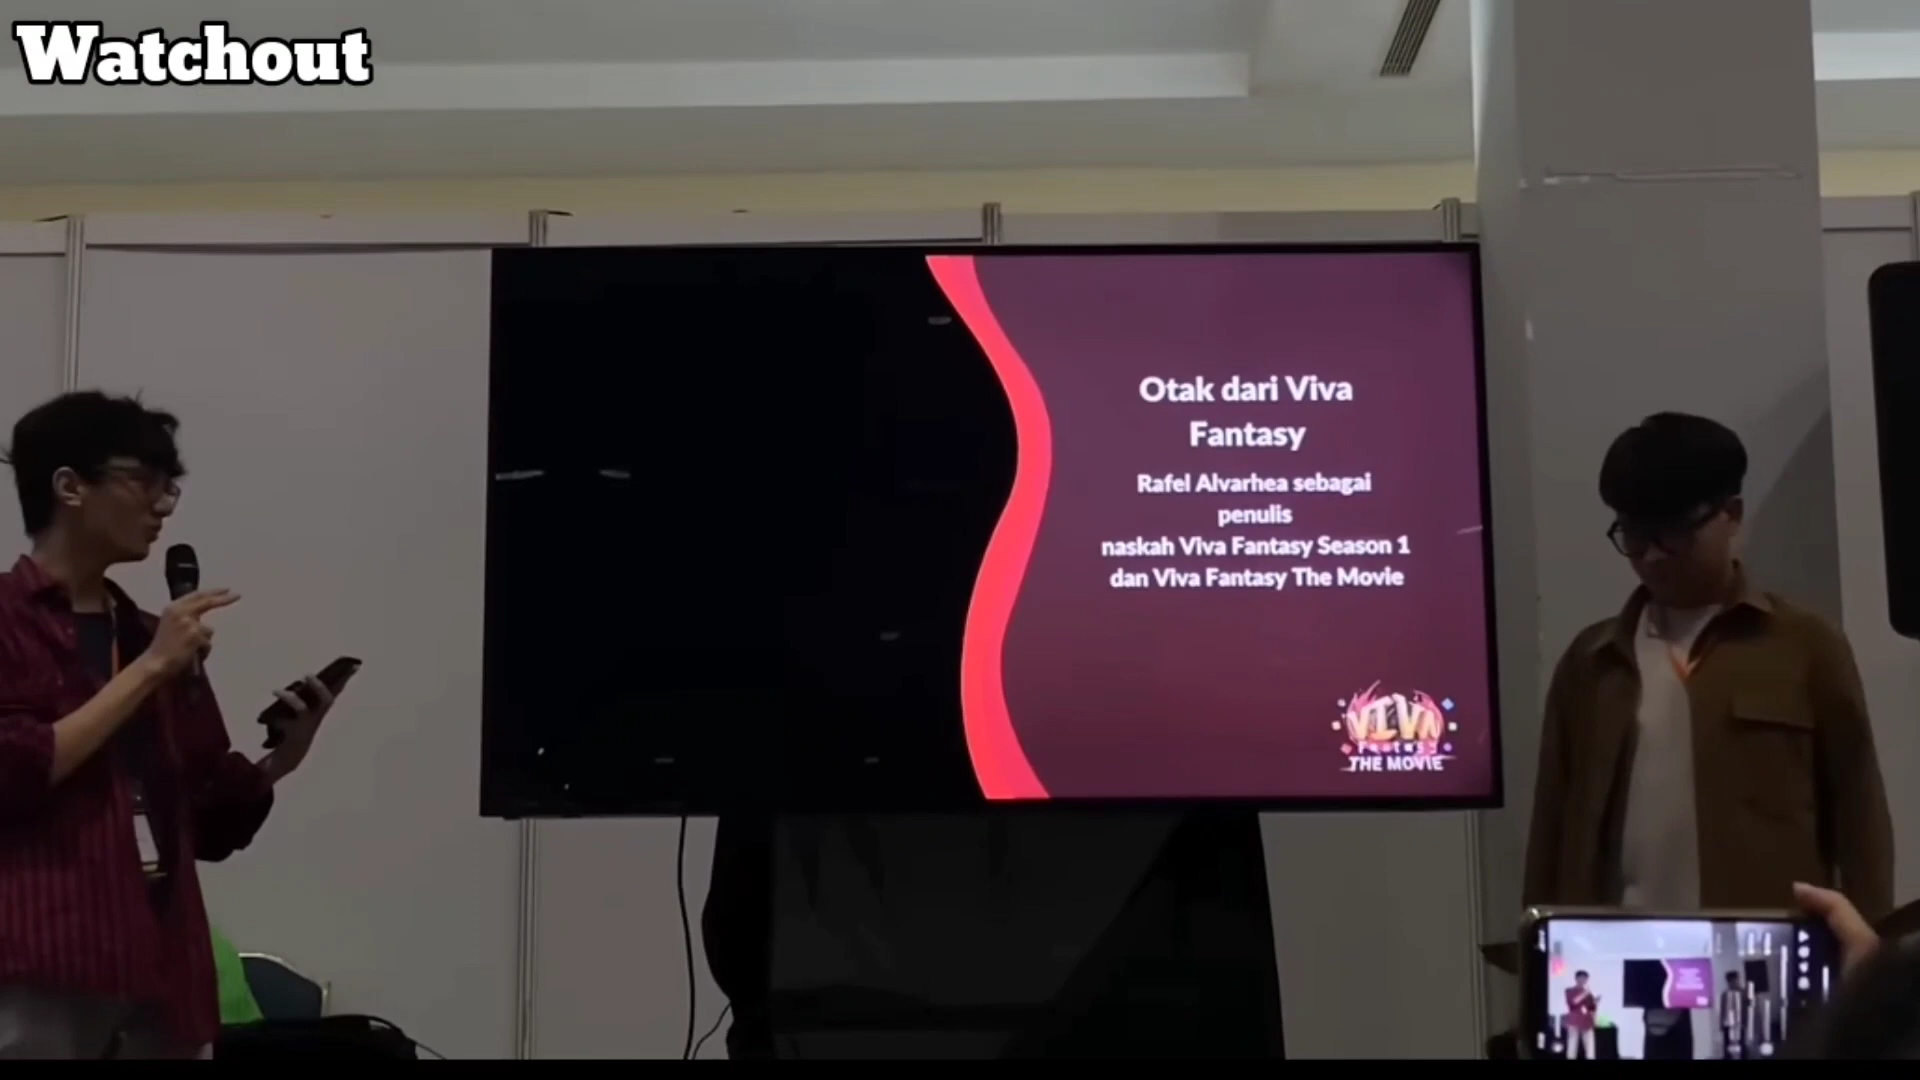 Watchout
Otak dari Viva
Fantasy
Rafel Alvarhea sebagai
penulis
naskah Viva Fantasy Season 1
dan Viva Fantasy The Movie
VIVA
Fantasy
THE MOVIE